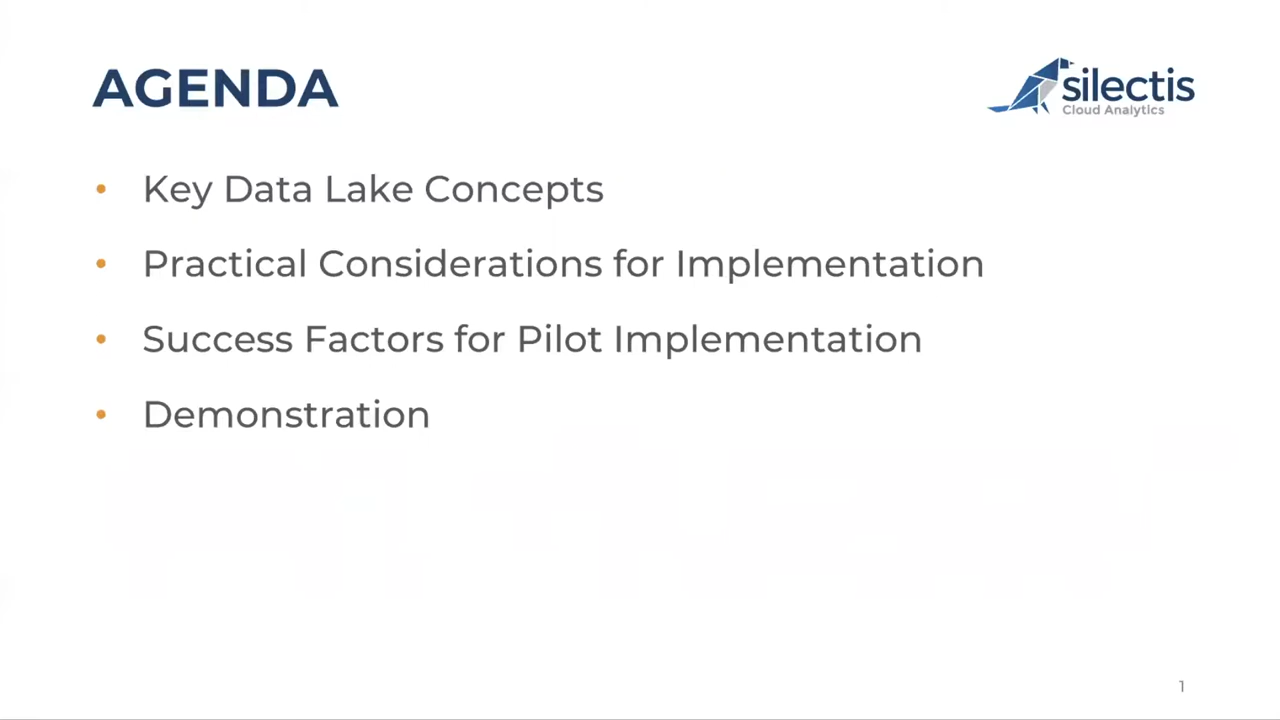 AGENDA
silectis
Cloud Analytics
• Key Data Lake Concepts
• Practical Considerations for Implementation
• Success Factors for Pilot Implementation
• Demonstration
1